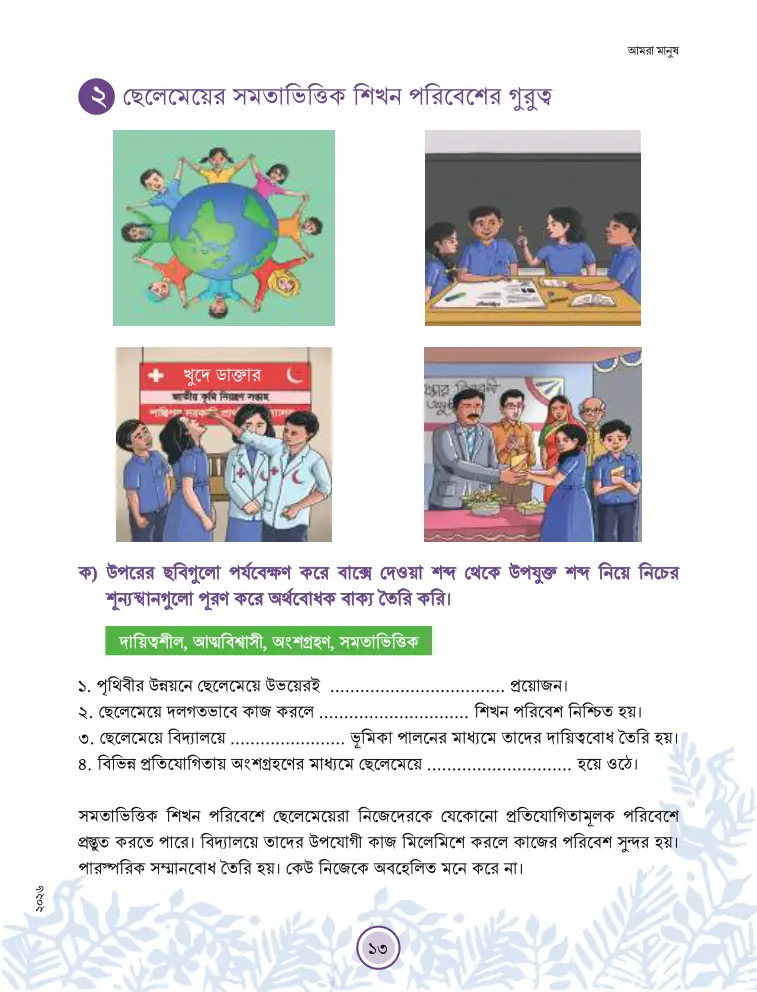 আমরা মানুষ
২ ছেলেমেয়ের সমতাভিত্তিক শিখন পরিবেশের গুরুত্ব
খুদে ডাক্তার
জাতীয় কৃমি নিয়ন্ত্রণ সপ্তাহ
ক) উপরের ছবিগুলো পর্যবেক্ষণ করে বাক্সে দেওয়া শব্দ থেকে উপযুক্ত শব্দ নিয়ে নিচের
শূন্যস্থানগুলো পূরণ করে অর্থবোধক বাক্য তৈরি করি।
দায়িত্বশীল, আত্মবিশ্বাসী, অংশগ্রহণ, সমতাভিত্তিক
১. পৃথিবীর উন্নয়নে ছেলেমেয়ে উভয়েরই ................................... প্রয়োজন।
২. ছেলেমেয়ে দলগতভাবে কাজ করলে .............................. শিখন পরিবেশ নিশ্চিত হয়।
৩. ছেলেমেয়ে বিদ্যালয়ে ....................... ভূমিকা পালনের মাধ্যমে তাদের দায়িত্ববোধ তৈরি হয়।
৪. বিভিন্ন প্রতিযোগিতায় অংশগ্রহণের মাধ্যমে ছেলেমেয়ে ............................. হয়ে ওঠে।
সমতাভিত্তিক শিখন পরিবেশে ছেলেমেয়েরা নিজেদেরকে যেকোনো প্রতিযোগিতামূলক পরিবেশে
প্রস্তুত করতে পারে। বিদ্যালয়ে তাদের উপযোগী কাজ মিলেমিশে করলে কাজের পরিবেশ সুন্দর হয়।
পারস্পরিক সম্মানবোধ তৈরি হয়। কেউ নিজেকে অবহেলিত মনে করে না।
২০২৬
১৩